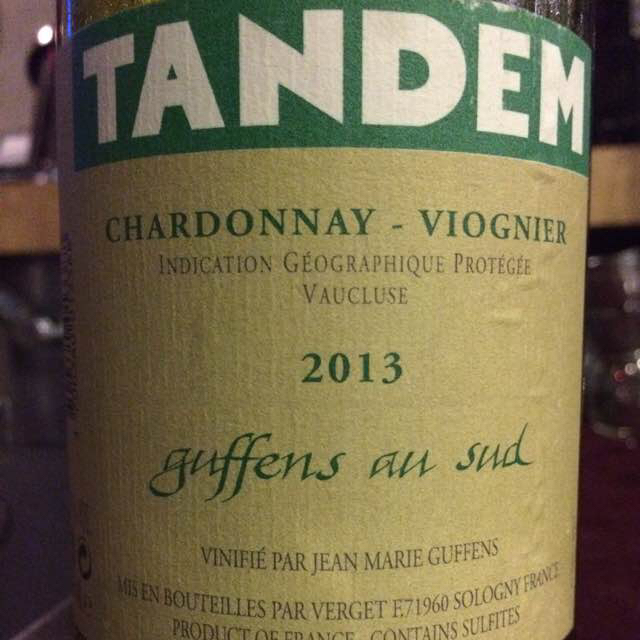 TANDEM
CHARDONNAY - VIOGNIER
INDICATION GÉOGRAPHIQUE PROTÉGÉE
VAUCLUSE
2013
guffens au sud
VINIFIÉ PAR JEAN MARIE GUFFENS
MIS EN BOUTEILLES PAR VERGET F.71960 SOLOGNY FRANCE
PRODUCT OF FRANCE - CONTAINS SULFITES